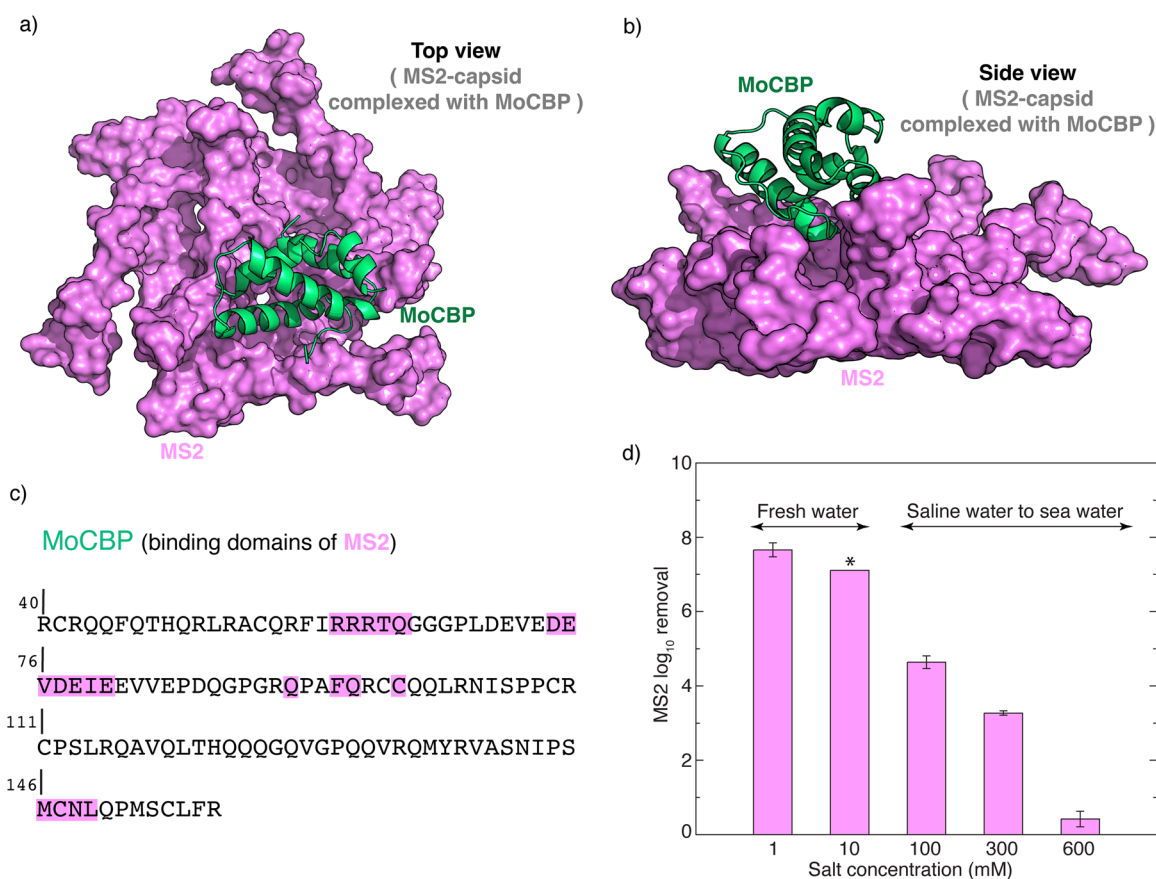 a)
Top view
( MS2-capsid
complexed with MoCBP )
MoCBP
MS2
b)
MoCBP
Side view
( MS2-capsid
complexed with MoCBP )
MS2
c)
MoCBP (binding domains of MS2)
40
RCRQQFQTHQRLRACQRFIRRRTQGGGPLDEVEDE
76
VDEIEEVVEPDQGPGRQPAFQRCCQQLRNISPPCR
111
CPSLRQAVQLTHQQQGQVGPQQVRQMYRVASNIPS
146
MCNLQPMSCLFR
d)
10
8
6
4
2
0
MS2 log10 removal
Fresh water
Saline water to sea water
*
1 10 100 300 600
Salt concentration (mM)